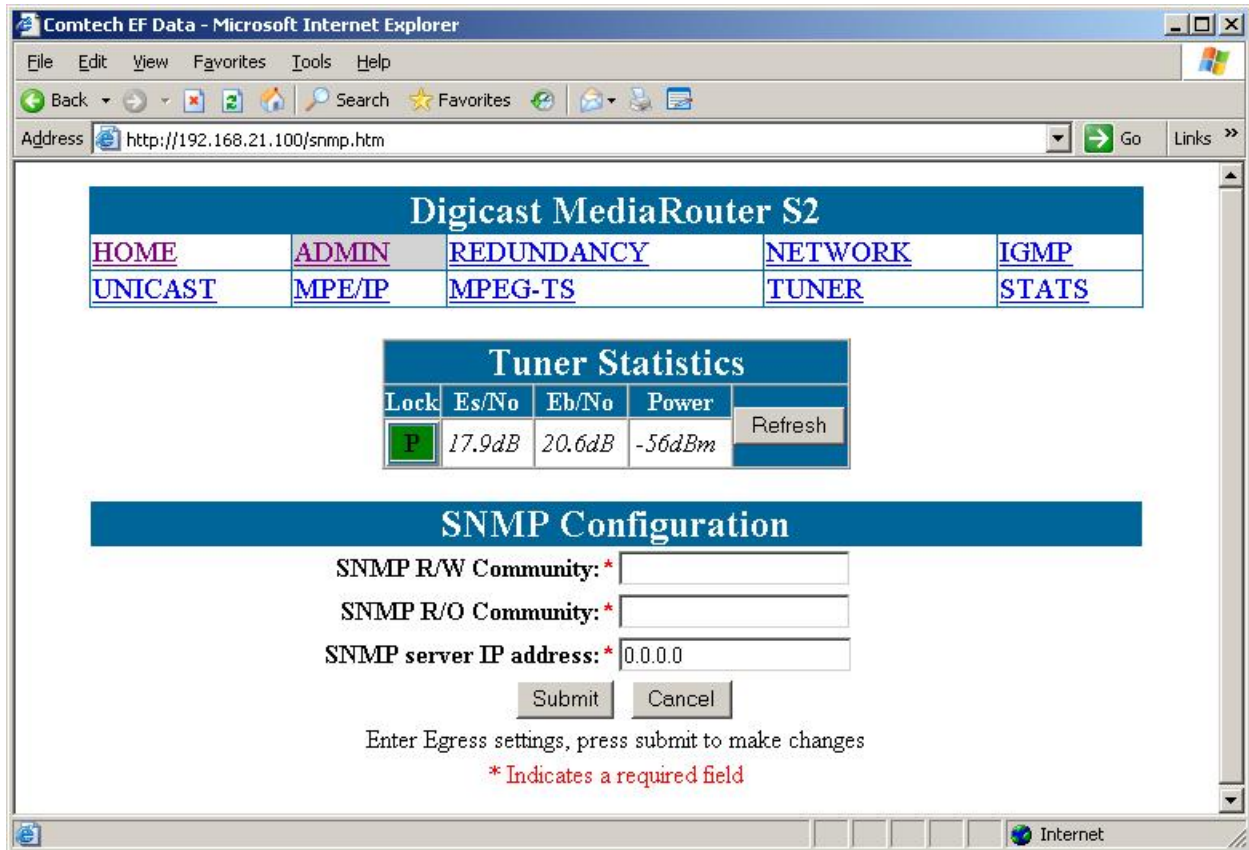 Comtech EF Data - Microsoft Internet Explorer
File Edit View Favorites Tools Help
Back Search Favorites
Address http://192.168.21.100/snmp.htm Go Links »
Digicast MediaRouter S2
HOME ADMIN REDUNDANCY NETWORK IGMP
UNICAST MPE/IP MPEG-TS TUNER STATS
Tuner Statistics
Lock Es/No Eb/No Power
P 17.9dB 20.6dB -56dBm Refresh
SNMP Configuration
SNMP R/W Community: *
SNMP R/O Community: *
SNMP server IP address: * 0.0.0.0
Submit Cancel
Enter Egress settings, press submit to make changes
* Indicates a required field
Internet